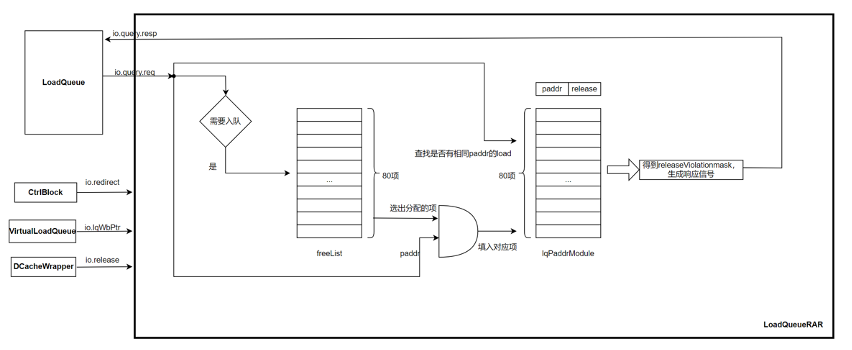 io.query.resp
LoadQueue
io.query.req
paddr
release
需要入队
查找是否有相同paddr的load
是
...
80项
80项
...
得到releaseViolationmask，
生成响应信号
CtrlBlock
io.redirect
选出分配的项
VirtualLoadQueue
io.lqWbPtr
填入对应项
freeList
paddr
lqPaddrModule
DCacheWrapper
io.release
LoadQueueRAR